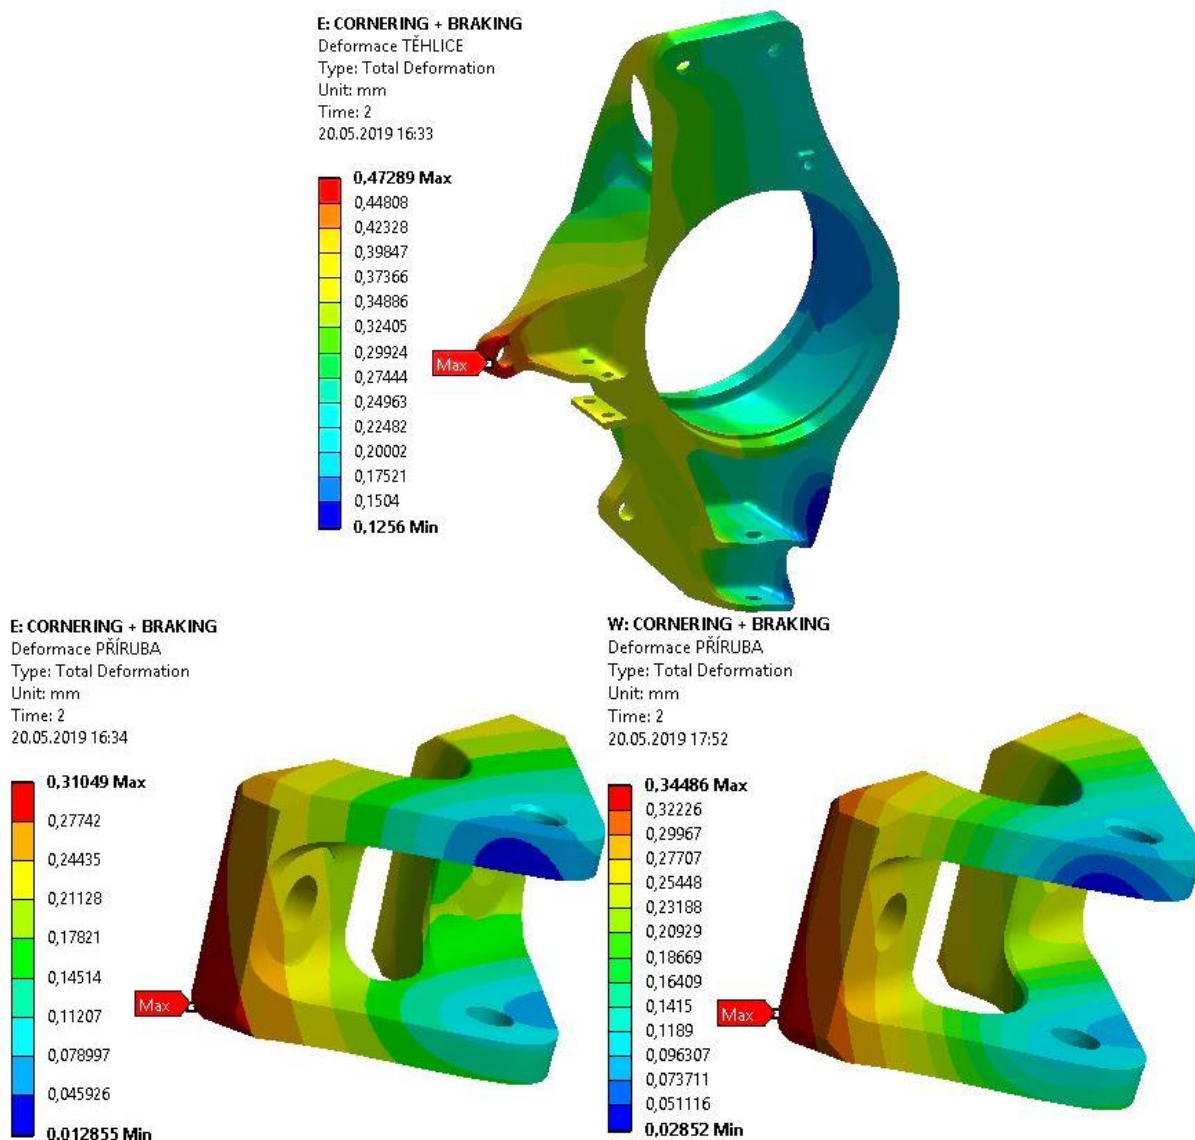 E: CORNERING + BRAKING
Deformace TĚHLICE
Type: Total Deformation
Unit: mm
Time: 2
20.05.2019 16:33
0,47289 Max
0,44808
0,42328
0,39847
0,37366
0,34886
0,32405
0,29924
0,27444
0,24963
0,22482
0,20002
0,17521
0,1504
0,1256 Min
Max
E: CORNERING + BRAKING
Deformace PŘÍRUBA
Type: Total Deformation
Unit: mm
Time: 2
20.05.2019 16:34
0,31049 Max
0,27742
0,24435
0,21128
0,17821
0,14514
0,11207
0,078997
0,045926
0,012855 Min
Max
W: CORNERING + BRAKING
Deformace PŘÍRUBA
Type: Total Deformation
Unit: mm
Time: 2
20.05.2019 17:52
0,34486 Max
0,32226
0,29967
0,27707
0,25448
0,23188
0,20929
0,18669
0,16409
0,1415
0,1189
0,096307
0,073711
0,051116
0,02852 Min
Max